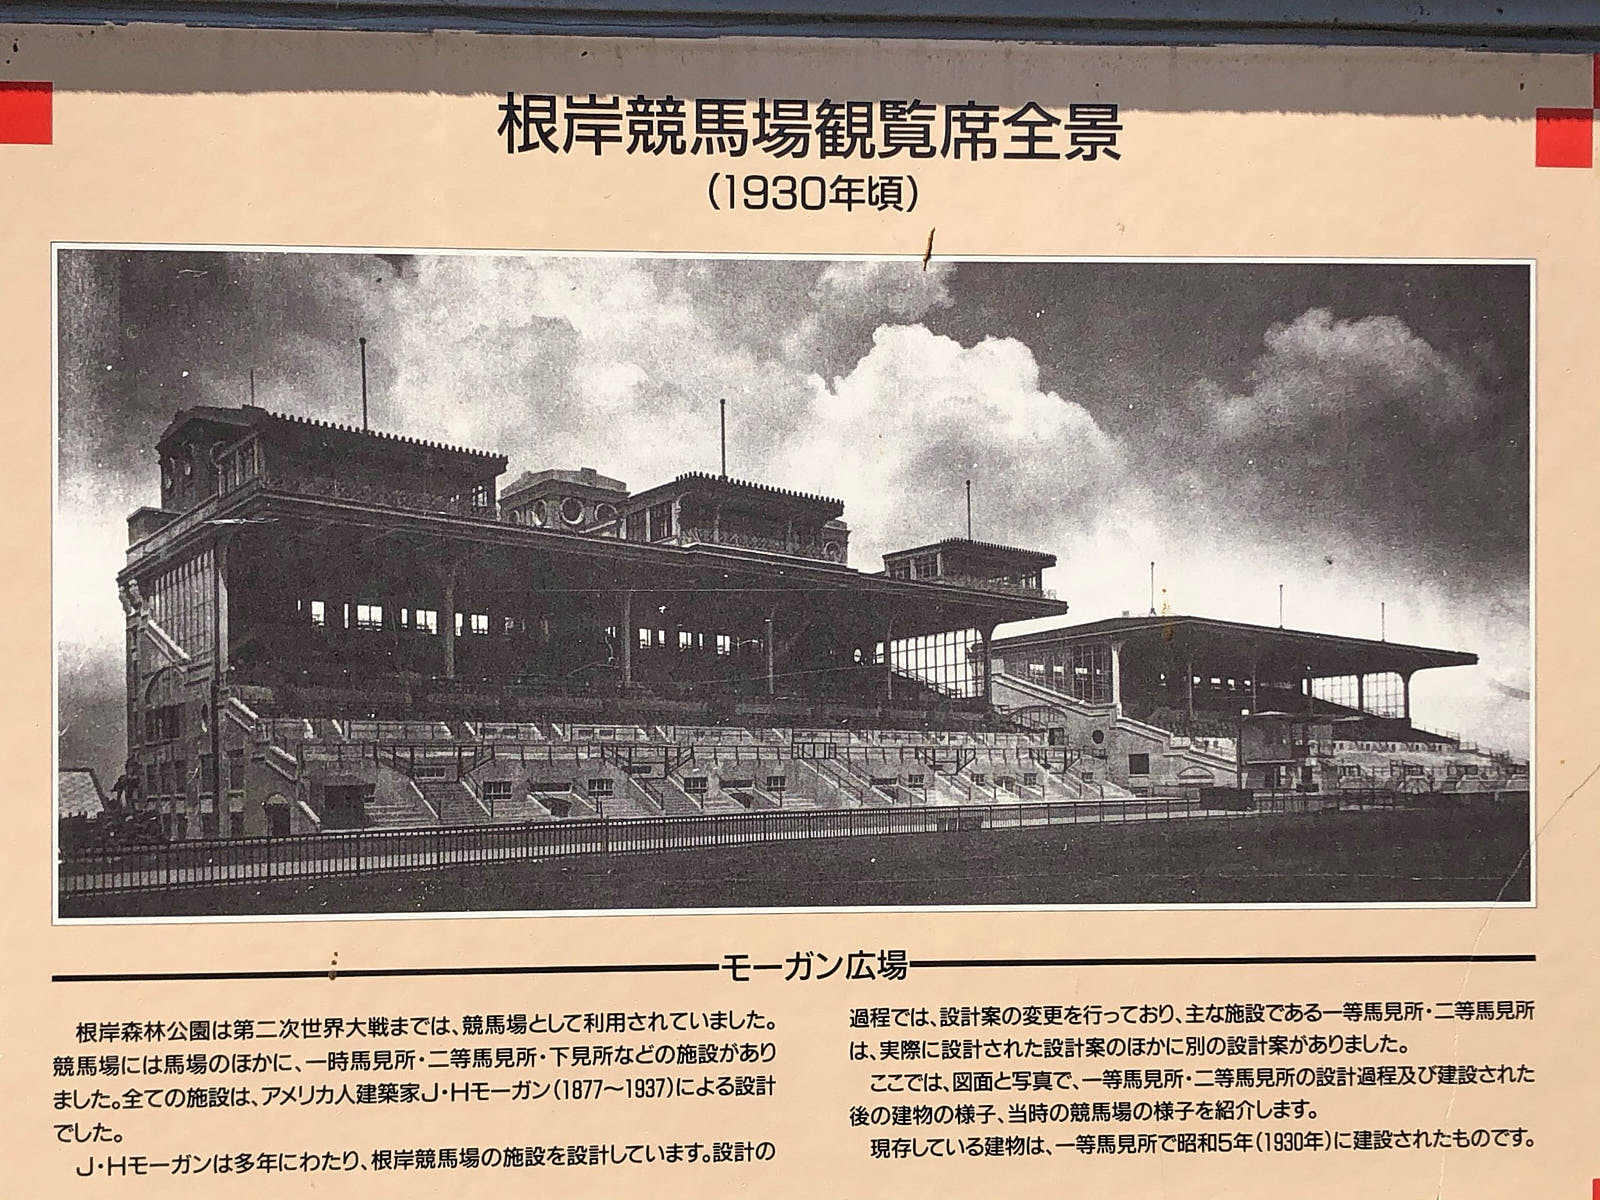 根岸競馬場観覧席全景
(1930年頃)
モーガン広場
根岸森林公園は第二次世界大戦までは、競馬場として利用されていました。
競馬場には馬場のほかに、一時馬見所・二等馬見所・下見所などの施設があり
ました。全ての施設は、アメリカ人建築家J・Hモーガン(1877〜1937)による設計
でした。
J・Hモーガンは多年にわたり、根岸競馬場の施設を設計しています。設計の
過程では、設計案の変更を行っており、主な施設である一等馬見所・二等馬見所
は、実際に設計された設計案のほかに別の設計案がありました。
ここでは、図面と写真で、一等馬見所・二等馬見所の設計過程及び建設された
後の建物の様子、当時の競馬場の様子を紹介します。
現存している建物は、一等馬見所で昭和5年(1930年)に建設されたものです。